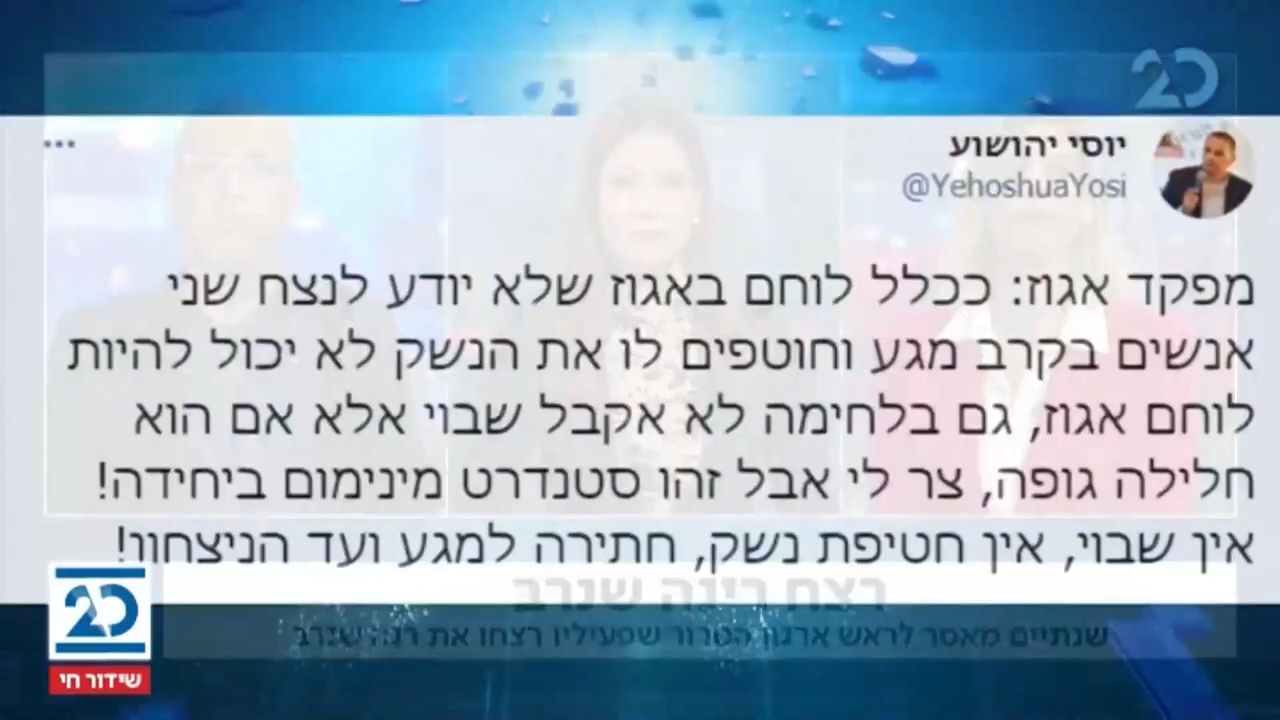 20
...
יוסי יהושוע
@YehoshuaYosi
מפקד אגוז: ככלל לוחם באגוז שלא יודע לנצח שני
אנשים בקרב מגע וחוטפים לו את הנשק לא יכול להיות
לוחם אגוז, גם בלחימה לא אקבל שבוי אלא אם הוא
חלילה גופה, צר לי אבל זהו סטנדרט מינימום ביחידה!
אין שבוי, אין חטיפת נשק, חתירה למגע ועד הניצחון!
רצח רינה שנרב
שנתיים מאסר לראש ארגון הטרור שפעיליו רצחו את רנה שנרב
20
שידור חי